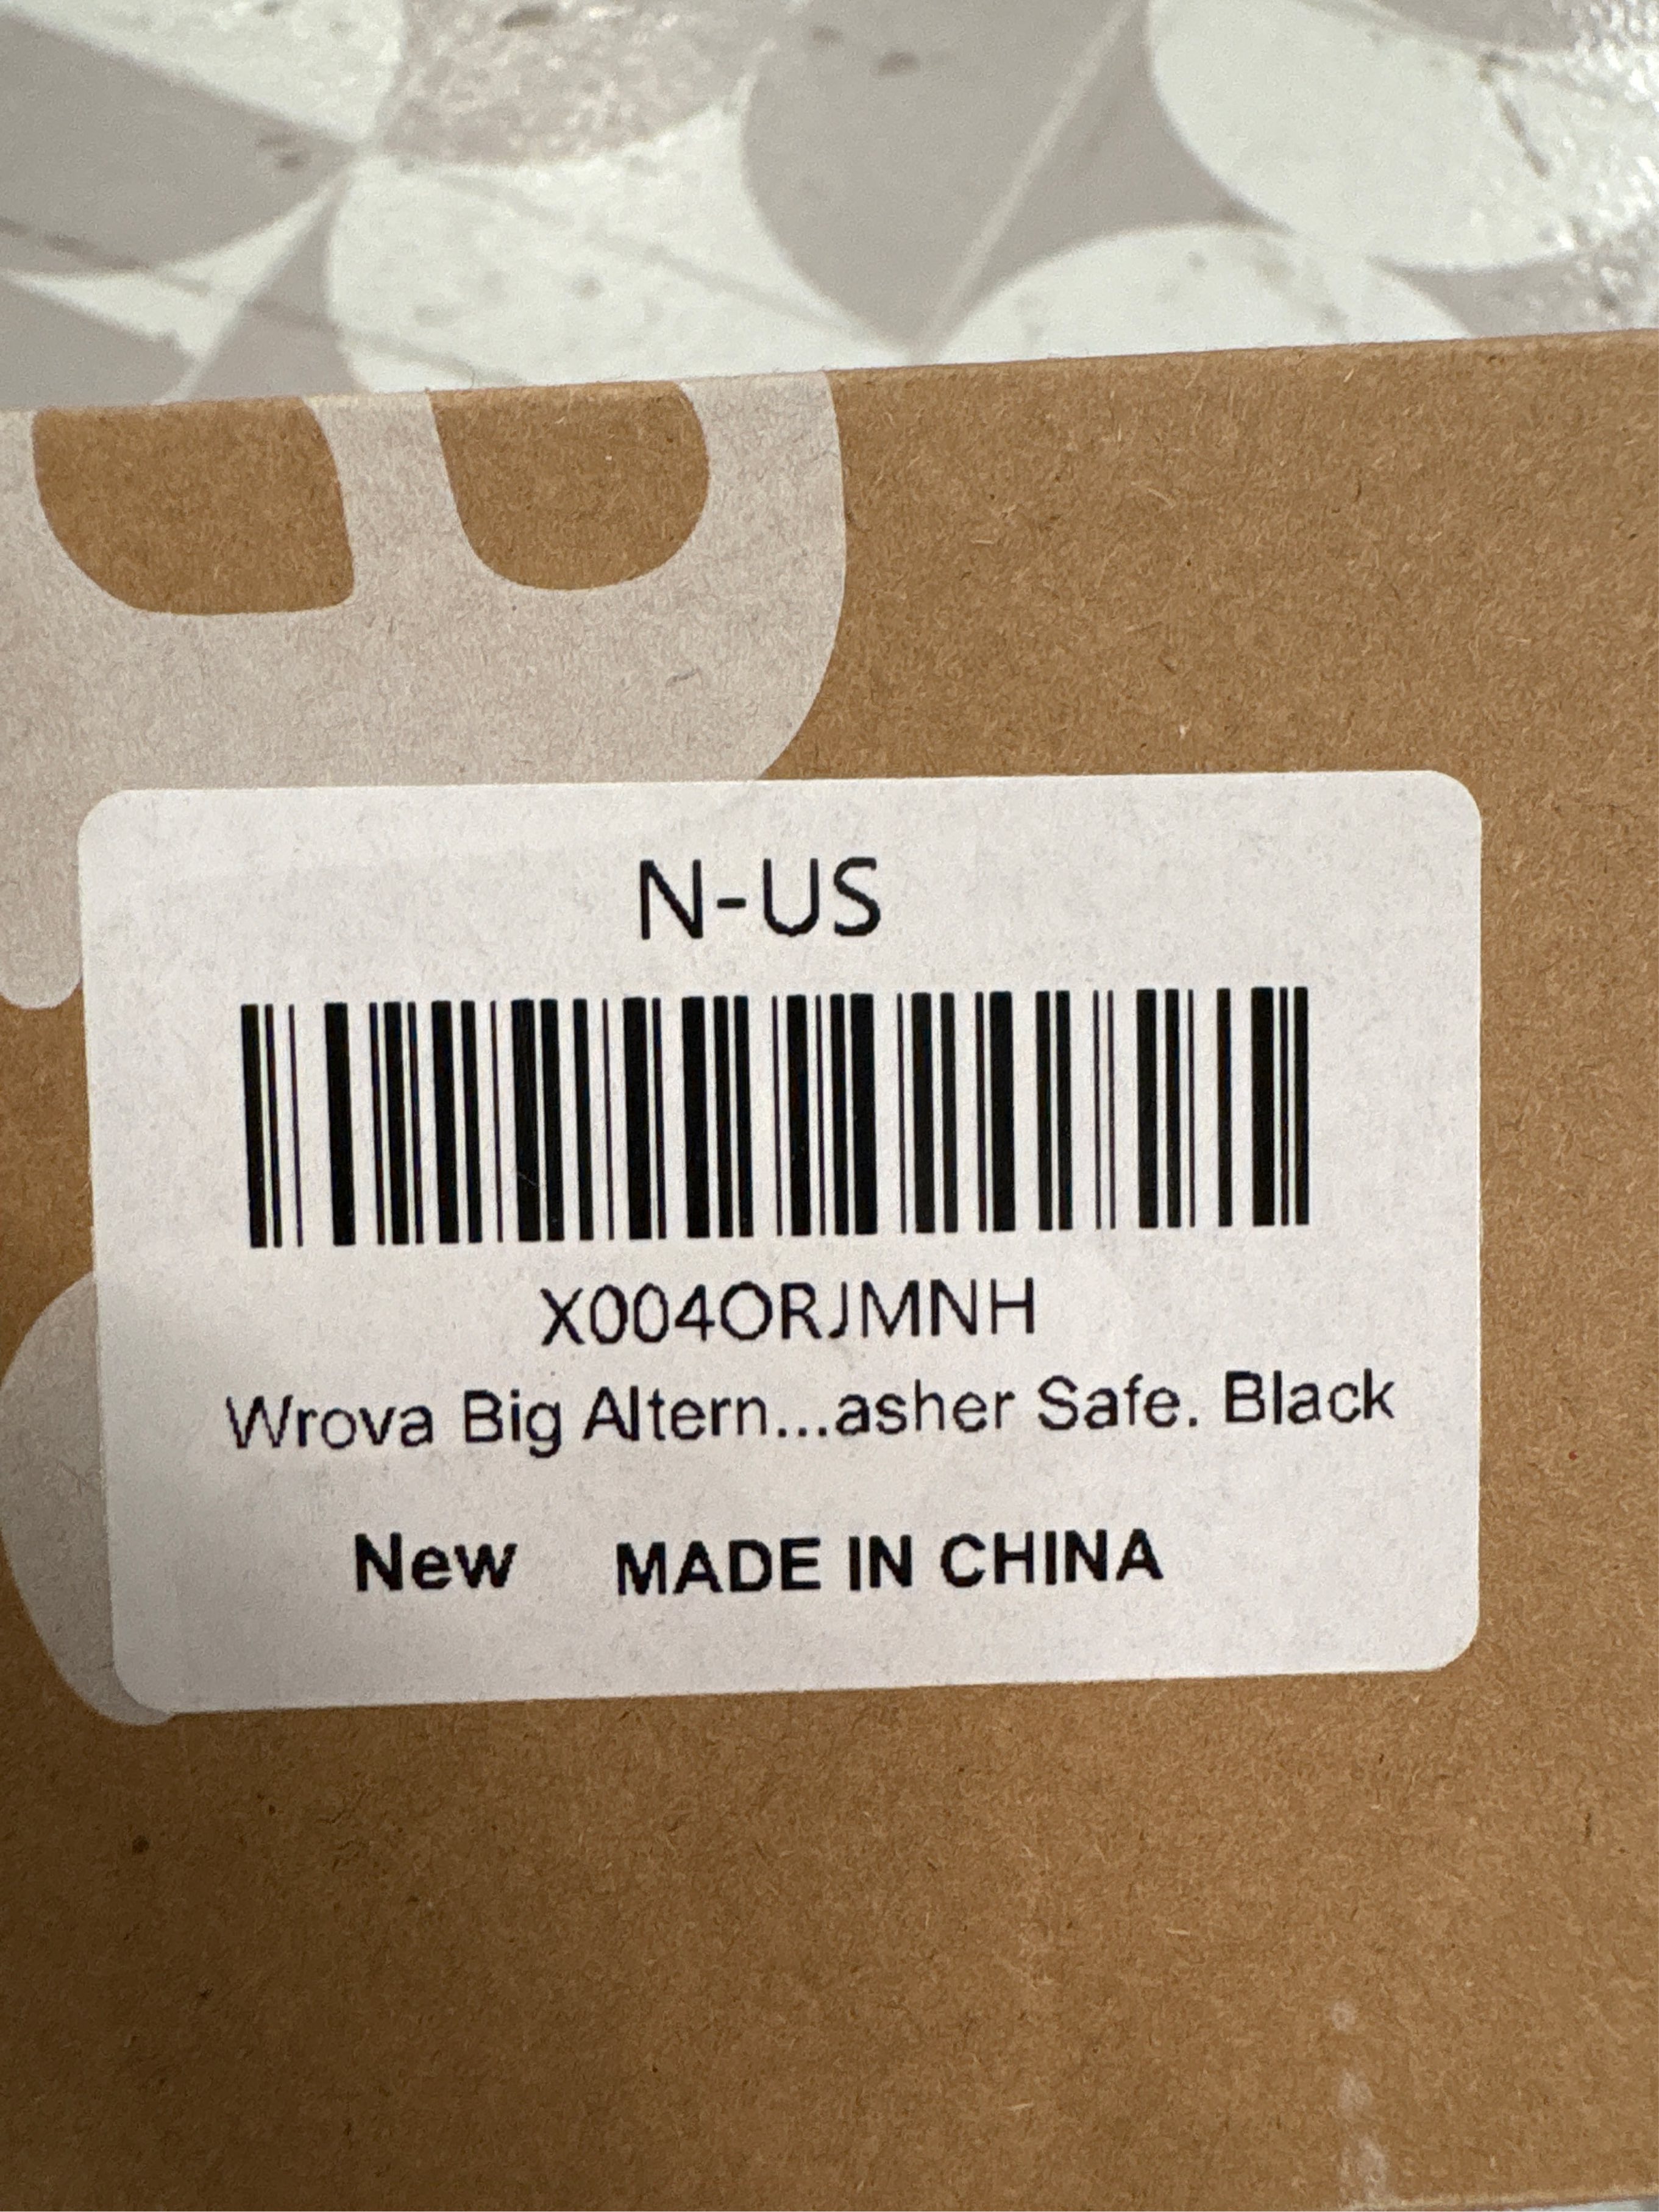 N-US
X004ORJMNH
Wrova Big Altern...asher Safe. Black
New MADE IN CHINA